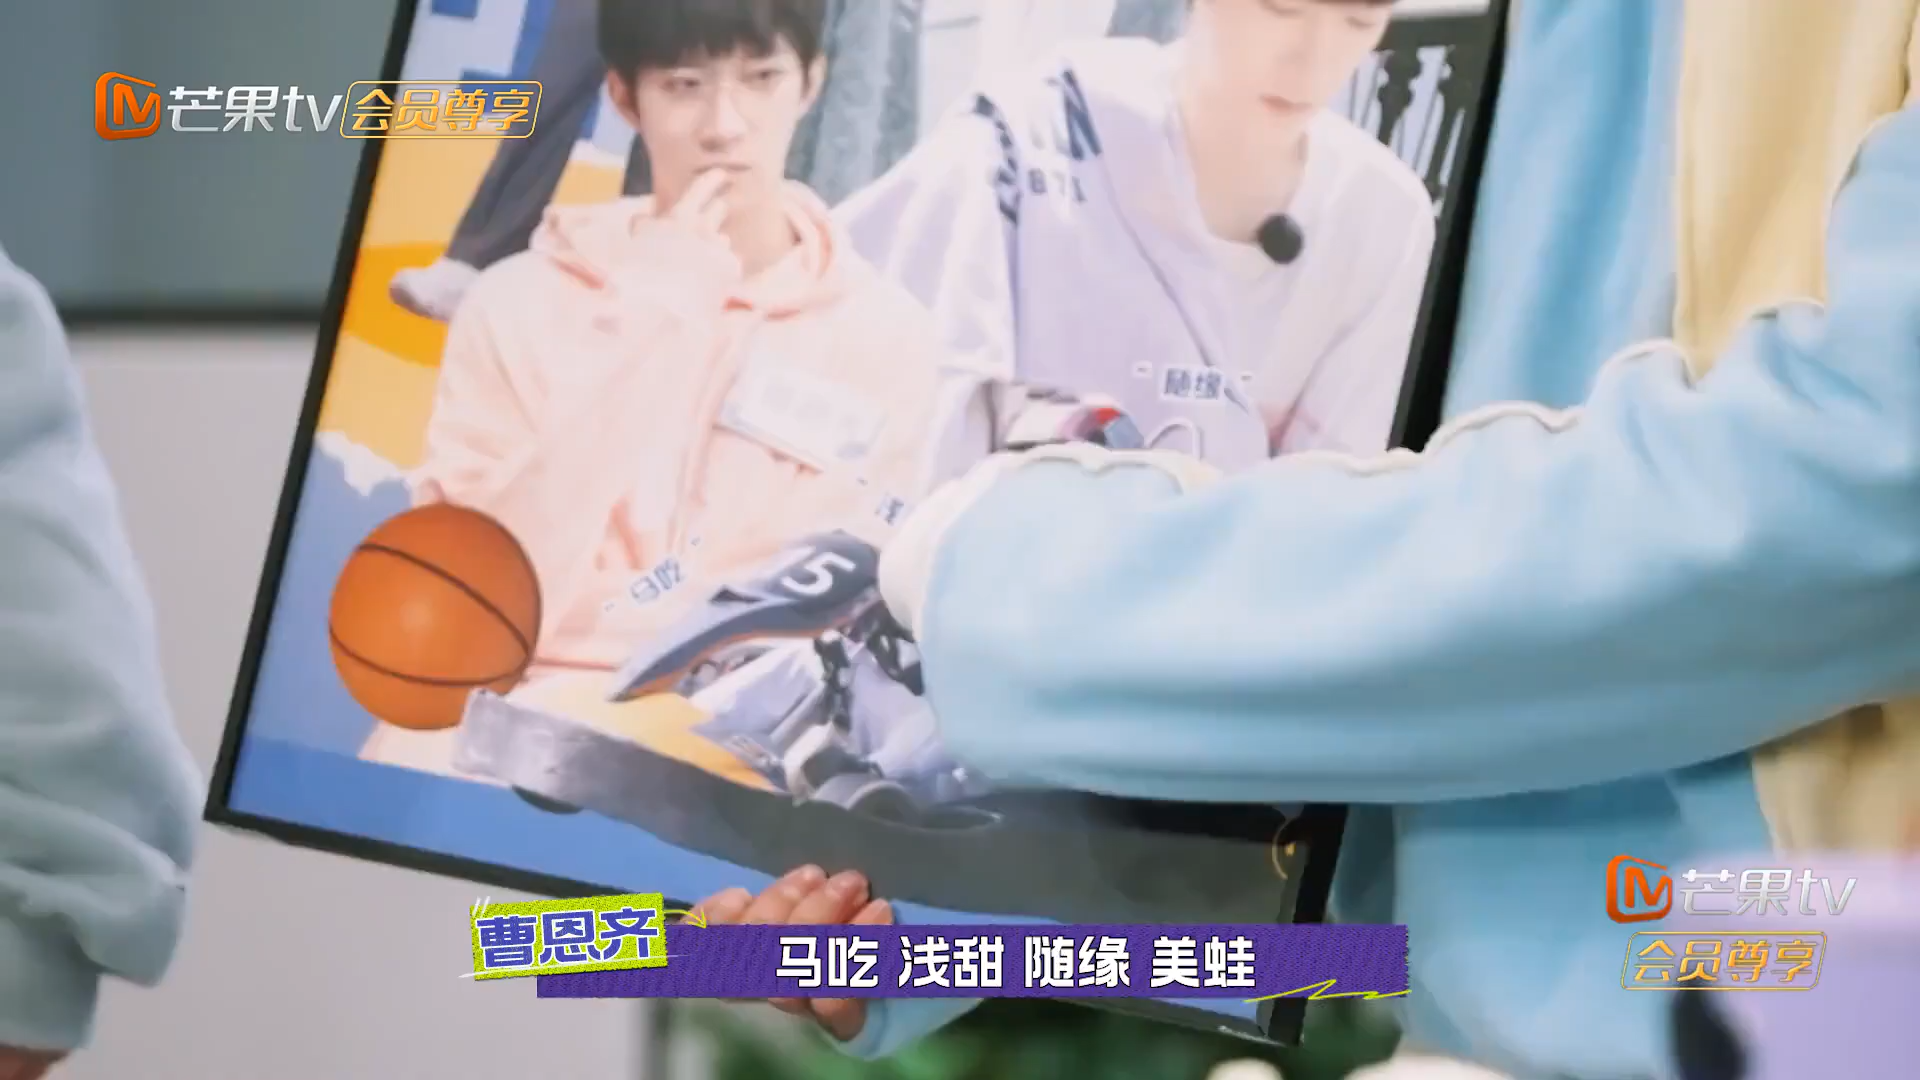 芒果tv 会员尊享
随缘
5
马吃
芒果tv
会员尊享
曹恩齐
马吃 浅甜 随缘 美蛙